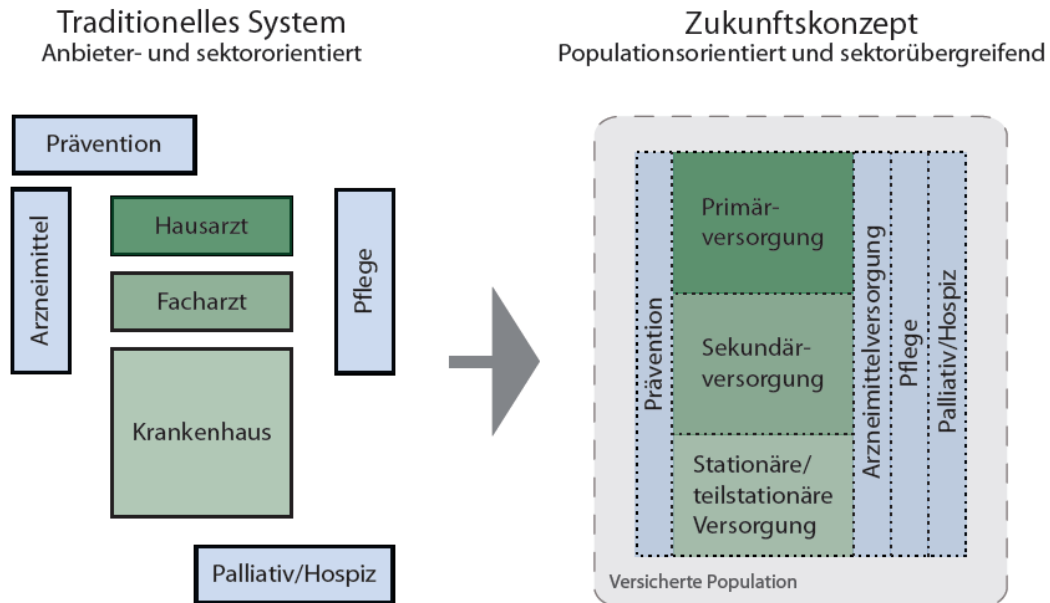 Traditionelles System
Anbieter- und sektororientiert
Prävention
Arzneimittel
Hausarzt
Facharzt
Krankenhaus
Pflege
Palliativ/Hospiz
Zukunftskonzept
Populationsorientiert und sektorübergreifend
Prävention
Primär-
versorgung
Sekundär-
versorgung
Stationäre/
teilstationäre
Versorgung
Arzneimittelversorgung
Pflege
Palliativ/Hospiz
Versicherte Population